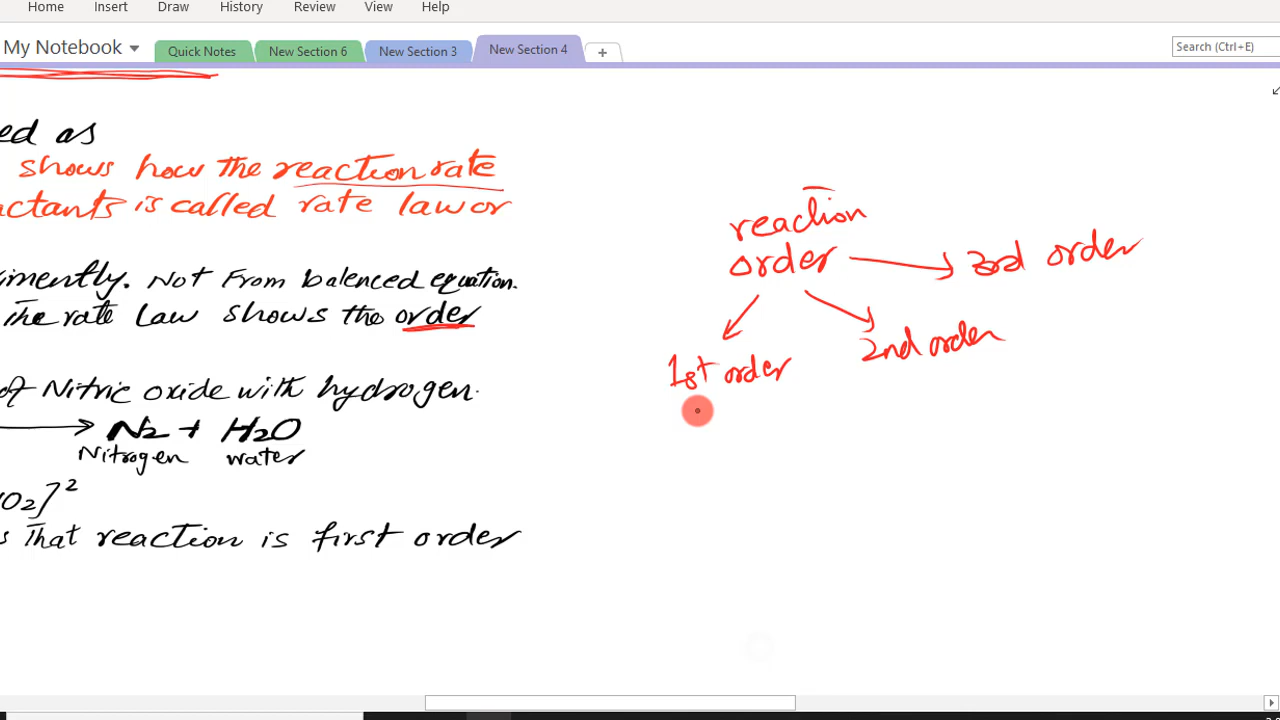 Home Insert Draw History Review View Help
My Notebook Quick Notes New Section 6 New Section 3 New Section 4 +
Search (Ctrl+E)
ed as
shows how the reaction rate
actants is called rate law or
imently. Not From balenced equation.
The rate law shows the order
of Nitric oxide with hydrogen.
N2 + H2O
Nitrogen water
O2]²
s That reaction is first order
reaction
order
3rd order
1st order
2nd order